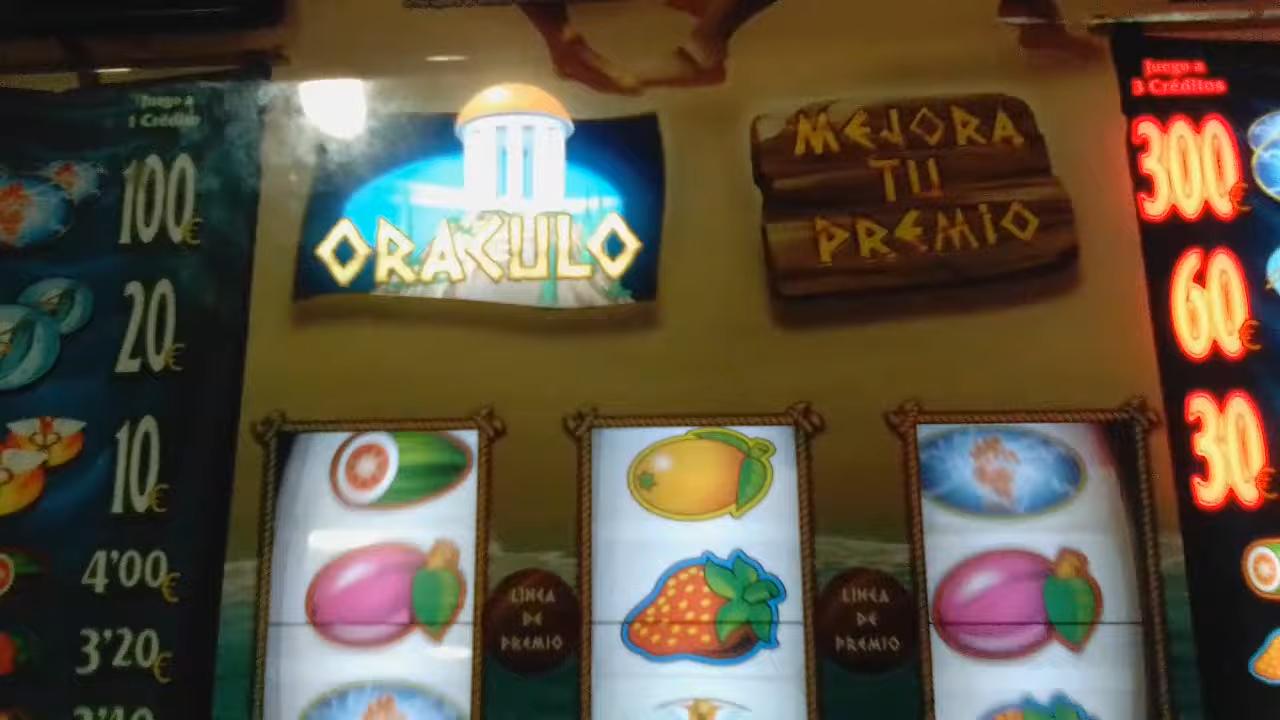 Juego a
1 Crédito
100€
20€
10€
4'00€
3'20€
ORACULO
MEJORA
TU
PREMIO
LINEA
DE
PREMIO
LINEA
DE
PREMIO
Juego a
3 Créditos
300€
60€
30€